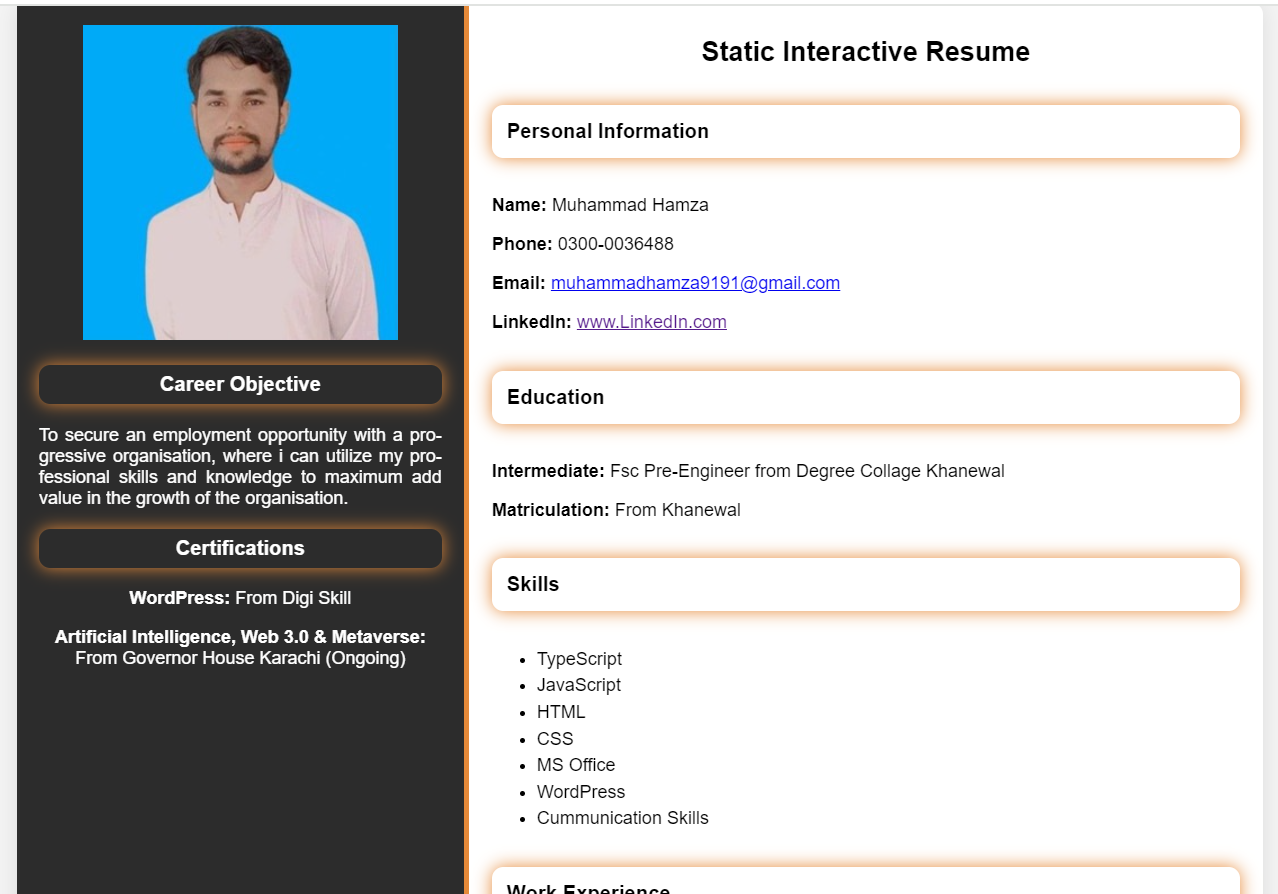 Career Objective
To secure an employment opportunity with a pro-
gressive organisation, where i can utilize my pro-
fessional skills and knowledge to maximum add
value in the growth of the organisation.
Certifications
WordPress: From Digi Skill
Artificial Intelligence, Web 3.0 & Metaverse:
From Governor House Karachi (Ongoing)
Static Interactive Resume
Personal Information
Name: Muhammad Hamza
Phone: 0300-0036488
Email: muhammadhamza9191@gmail.com
LinkedIn: www.LinkedIn.com
Education
Intermediate: Fsc Pre-Engineer from Degree Collage Khanewal
Matriculation: From Khanewal
Skills
TypeScript
JavaScript
HTML
CSS
MS Office
WordPress
Cummunication Skills
Work Experience